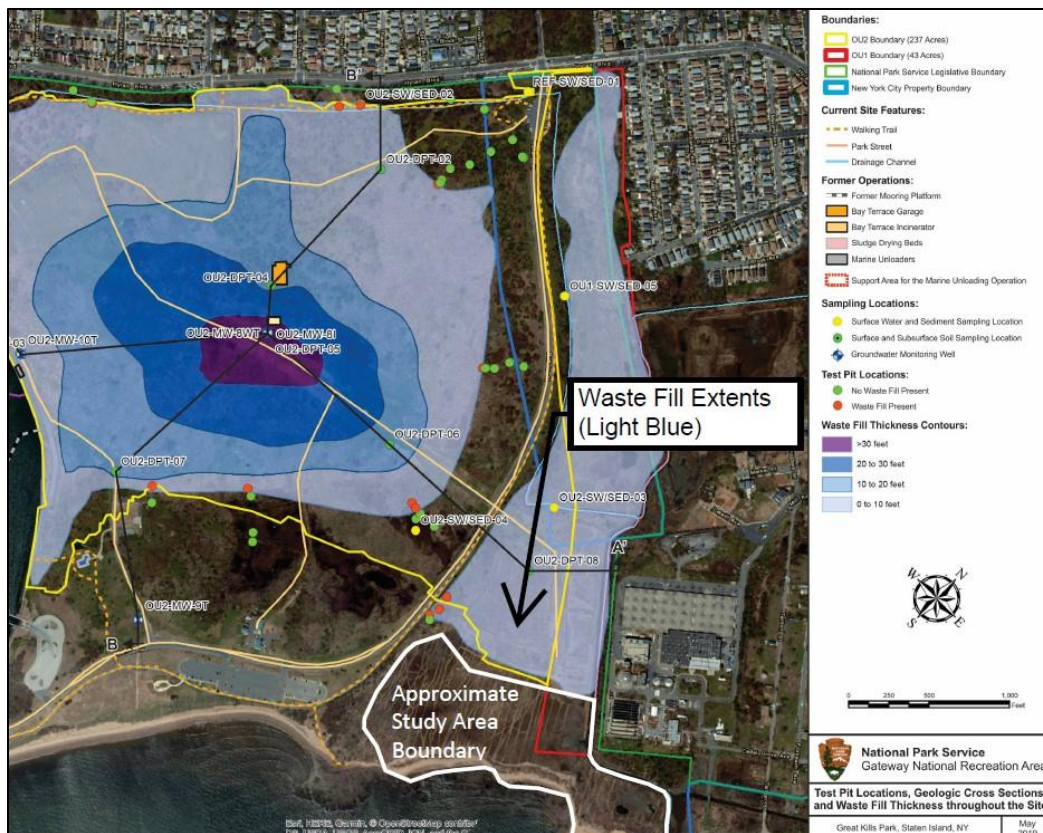 B'
REF-SW/SED-01
OU2-SW/SED-02
OU2-DPT-02
OU2-DPT-04
OU1-SW/SED-05
OU2-MW-8WT
OU2-MW-8I
OU2-DPT-05
-03
OU2-MW-10T
Waste Fill Extents
(Light Blue)
OU2-DPT-06
OU2-DPT-07
OU2-SW/SED-03
OU2-SW/SED-04
OU2-DPT-08
A'
OU2-MW-9T
B
Approximate
Study Area
Boundary
Boundaries:
OU2 Boundary (237 Acres)
OU1 Boundary (43 Acres)
National Park Service Legislative Boundary
New York City Property Boundary
Current Site Features:
Walking Trail
Park Street
Drainage Channel
Former Operations:
Former Mooring Platform
Bay Terrace Garage
Bay Terrace Incinerator
Sludge Drying Beds
Marine Unloaders
Support Area for the Marine Unloading Operation
Sampling Locations:
Surface Water and Sediment Sampling Location
Surface and Subsurface Soil Sampling Location
Groundwater Monitoring Well
Test Pit Locations:
No Waste Fill Present
Waste Fill Present
Waste Fill Thickness Contours:
>30 feet
20 to 30 feet
10 to 20 feet
0 to 10 feet
W N
S E
0 250 500 1,000
Feet
National Park Service
Gateway National Recreation Area
Test Pit Locations, Geologic Cross Sections,
and Waste Fill Thickness throughout the Site
Great Kills Park, Staten Island, NY
May